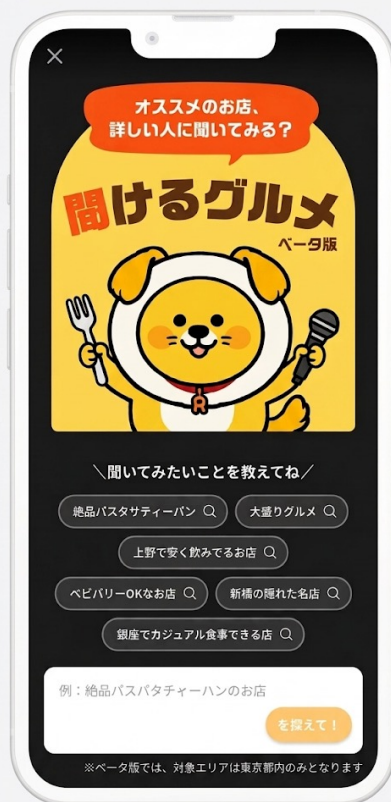 オススメのお店、
詳しい人に聞いてみる？
聞けるグルメ
ベータ版
R
＼聞いてみたいことを教えてね／
絶品パスタサティーパン
大盛りグルメ
上野で安く飲みでるお店
ベビバリーOKなお店
新橋の隠れた名店
銀座でカジュアル食事できる店
例：絶品パスパタチャーハンのお店
を探えて！
※ベータ版では、対象エリアは東京都内のみとなります